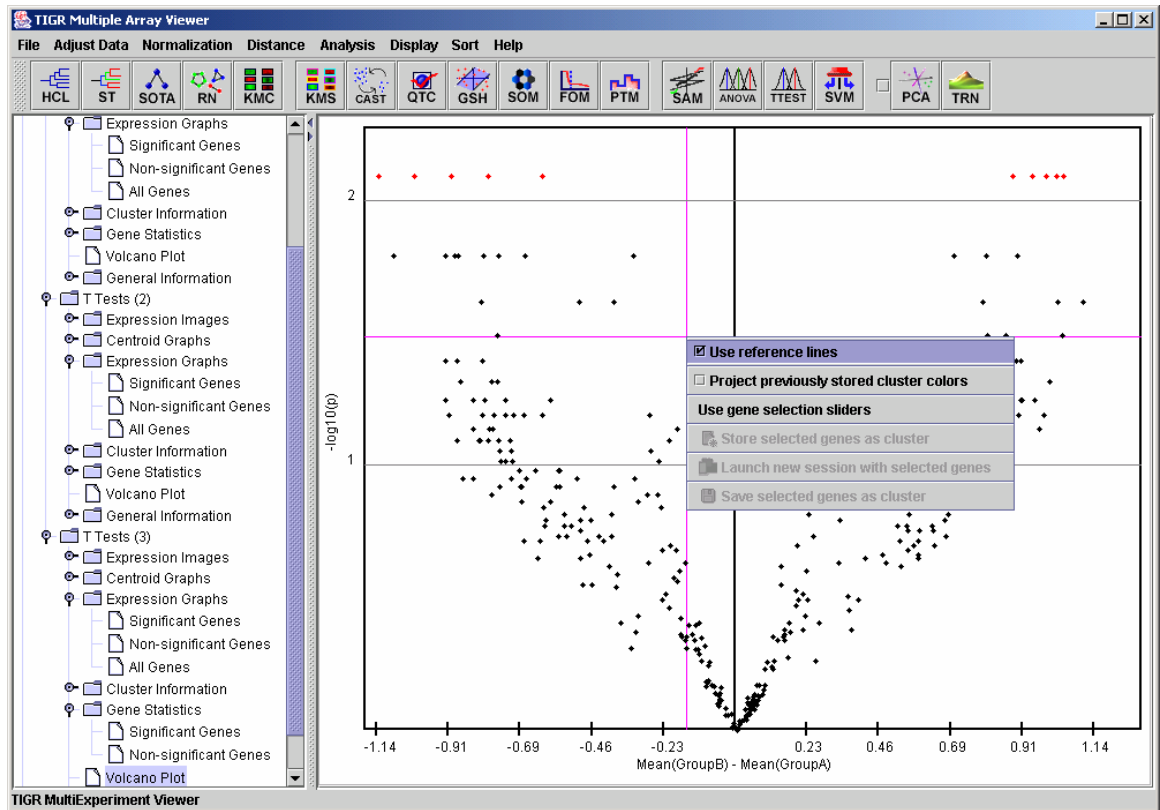 TIGR Multiple Array Viewer
File Adjust Data Normalization Distance Analysis Display Sort Help
HCL ST SOTA RN KMC KMS CAST QTC GSH SOM FOM PTM SAM ANOVA TTEST SVM PCA TRN
Expression Graphs
Significant Genes
Non-significant Genes
All Genes
Cluster Information
Gene Statistics
Volcano Plot
General Information
T Tests (2)
Expression Images
Centroid Graphs
Expression Graphs
Significant Genes
Non-significant Genes
All Genes
Cluster Information
Gene Statistics
Volcano Plot
General Information
T Tests (3)
Expression Images
Centroid Graphs
Expression Graphs
Significant Genes
Non-significant Genes
All Genes
Cluster Information
Gene Statistics
Significant Genes
Non-significant Genes
Volcano Plot
2
1
-log10(p)
Use reference lines
Project previously stored cluster colors
Use gene selection sliders
Store selected genes as cluster
Launch new session with selected genes
Save selected genes as cluster
-1.14 -0.91 -0.69 -0.46 -0.23 0.23 0.46 0.69 0.91 1.14
Mean(GroupB) - Mean(GroupA)
TIGR MultiExperiment Viewer